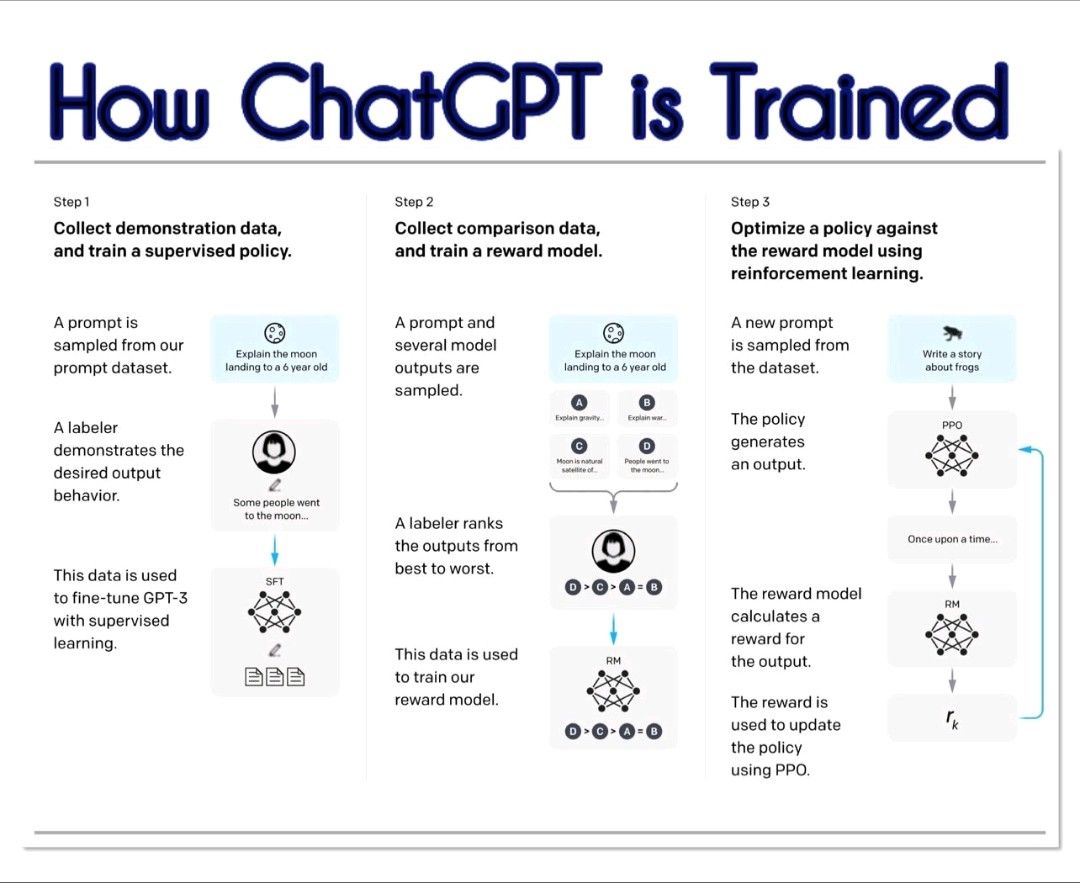 How ChatGPT is Trained
Step 1
Collect demonstration data,
and train a supervised policy.
A prompt is
sampled from our
prompt dataset.
Explain the moon
landing to a 6 year old
A labeler
demonstrates the
desired output
behavior.
Some people went
to the moon...
This data is used
to fine-tune GPT-3
with supervised
learning.
SFT
Step 2
Collect comparison data,
and train a reward model.
A prompt and
several model
outputs are
sampled.
Explain the moon
landing to a 6 year old
A
Explain gravity...
B
Explain war...
C
Moon is natural
satellite of...
D
People went to
the moon...
A labeler ranks
the outputs from
best to worst.
D > C > A = B
This data is used
to train our
reward model.
RM
D > C > A = B
Step 3
Optimize a policy against
the reward model using
reinforcement learning.
A new prompt
is sampled from
the dataset.
Write a story
about frogs
The policy
generates
an output.
PPO
Once upon a time...
The reward model
calculates a
reward for
the output.
RM
The reward is
used to update
the policy
using PPO.
rk